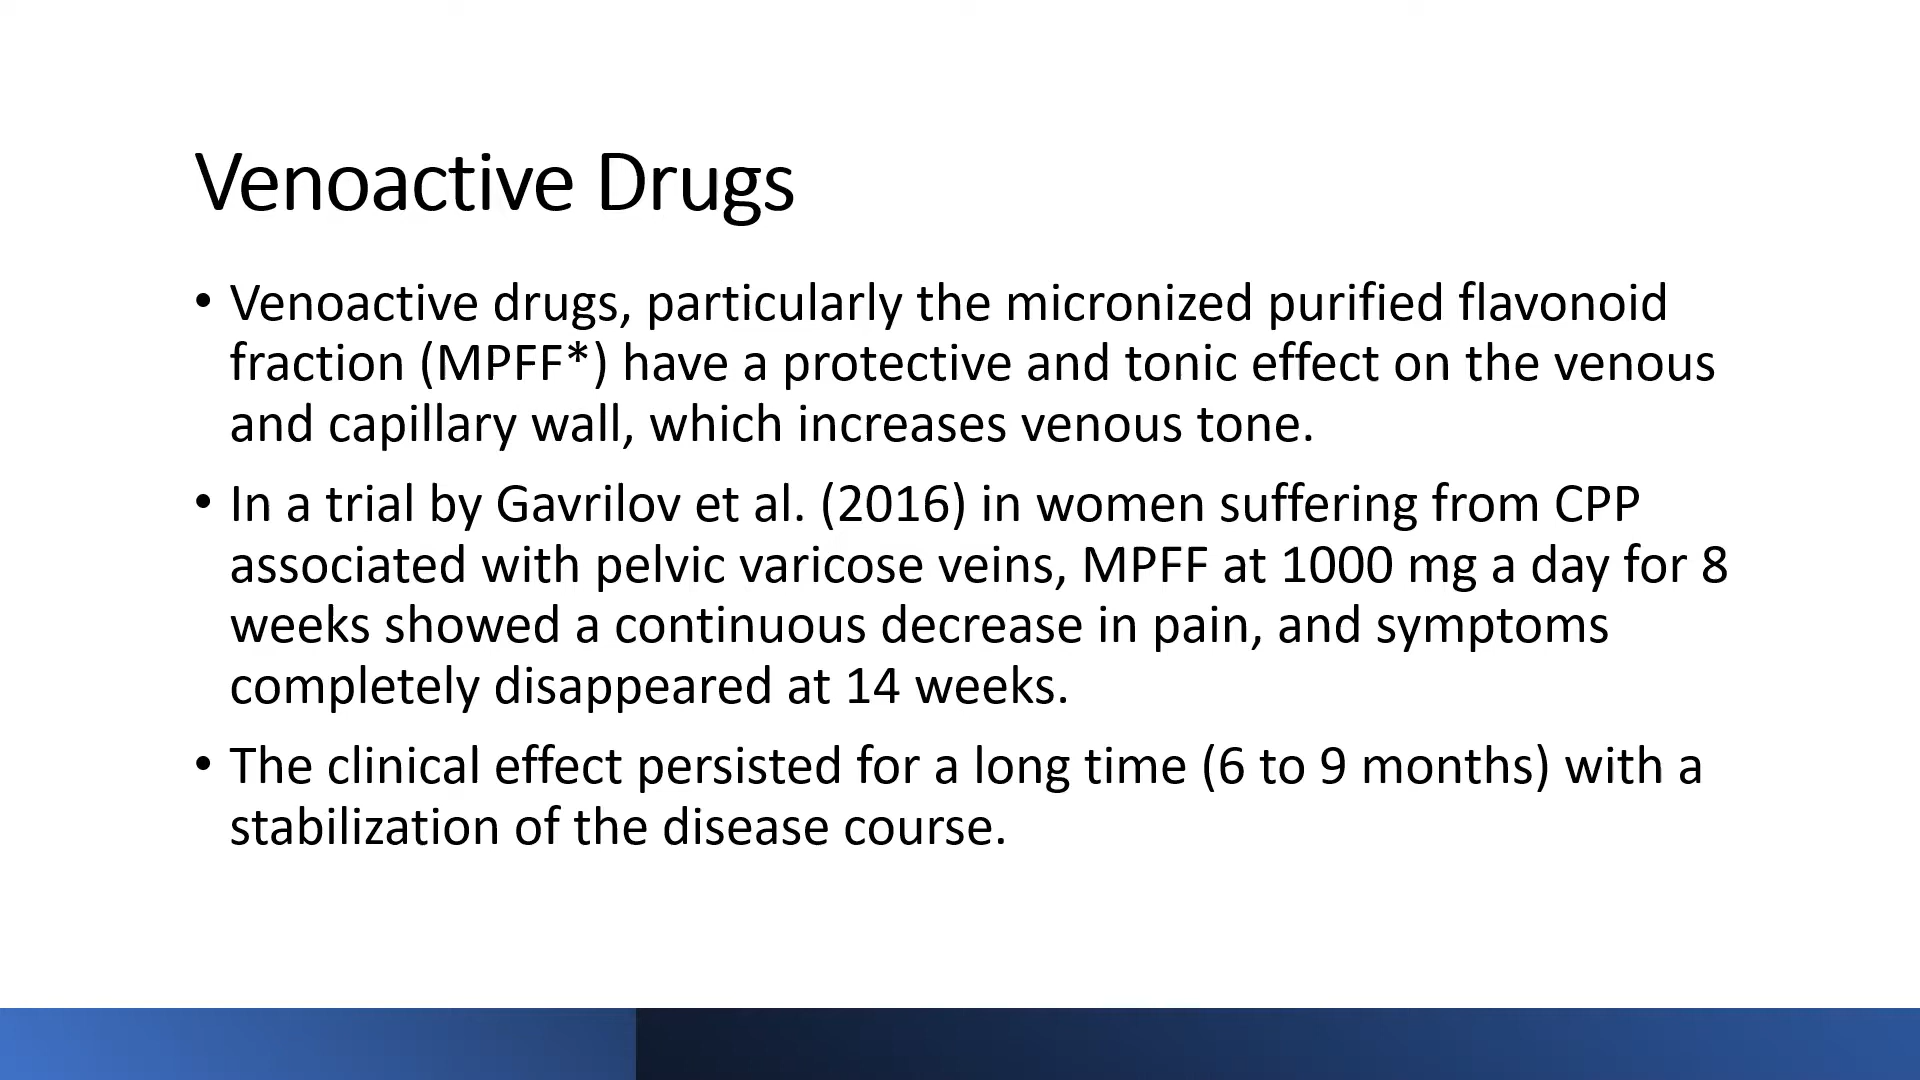 Venoactive Drugs
• Venoactive drugs, particularly the micronized purified flavonoid
fraction (MPFF*) have a protective and tonic effect on the venous
and capillary wall, which increases venous tone.
• In a trial by Gavrilov et al. (2016) in women suffering from CPP
associated with pelvic varicose veins, MPFF at 1000 mg a day for 8
weeks showed a continuous decrease in pain, and symptoms
completely disappeared at 14 weeks.
• The clinical effect persisted for a long time (6 to 9 months) with a
stabilization of the disease course.